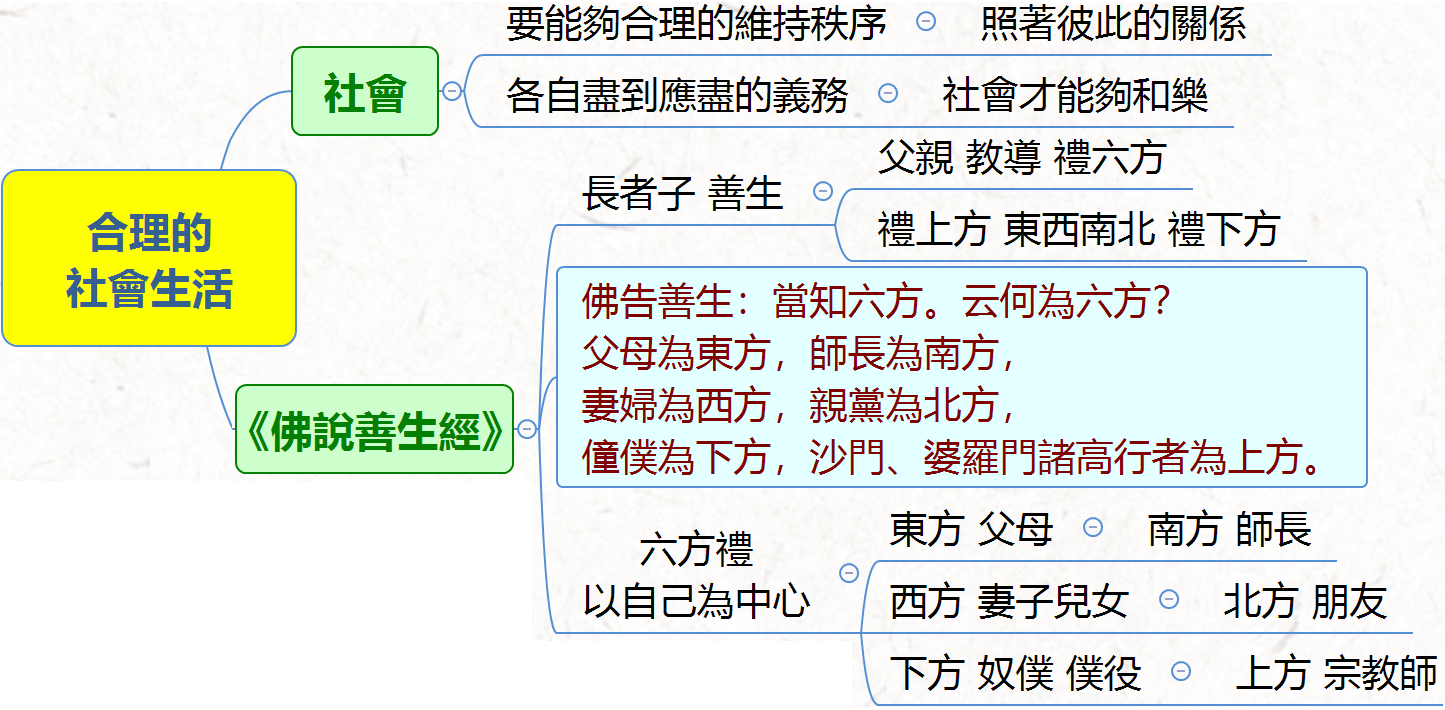 合理的
社會生活
社會
要能夠合理的維持秩序 照著彼此的關係
各自盡到應盡的義務 社會才能夠和樂
《佛說善生經》
長者子 善生
父親 教導 禮六方
禮上方 東西南北 禮下方
佛告善生：當知六方。云何為六方？
父母為東方，師長為南方，
妻婦為西方，親黨為北方，
僮僕為下方，沙門、婆羅門諸高行者為上方。
六方禮
以自己為中心
東方 父母 南方 師長
西方 妻子兒女 北方 朋友
下方 奴僕 僕役 上方 宗教師